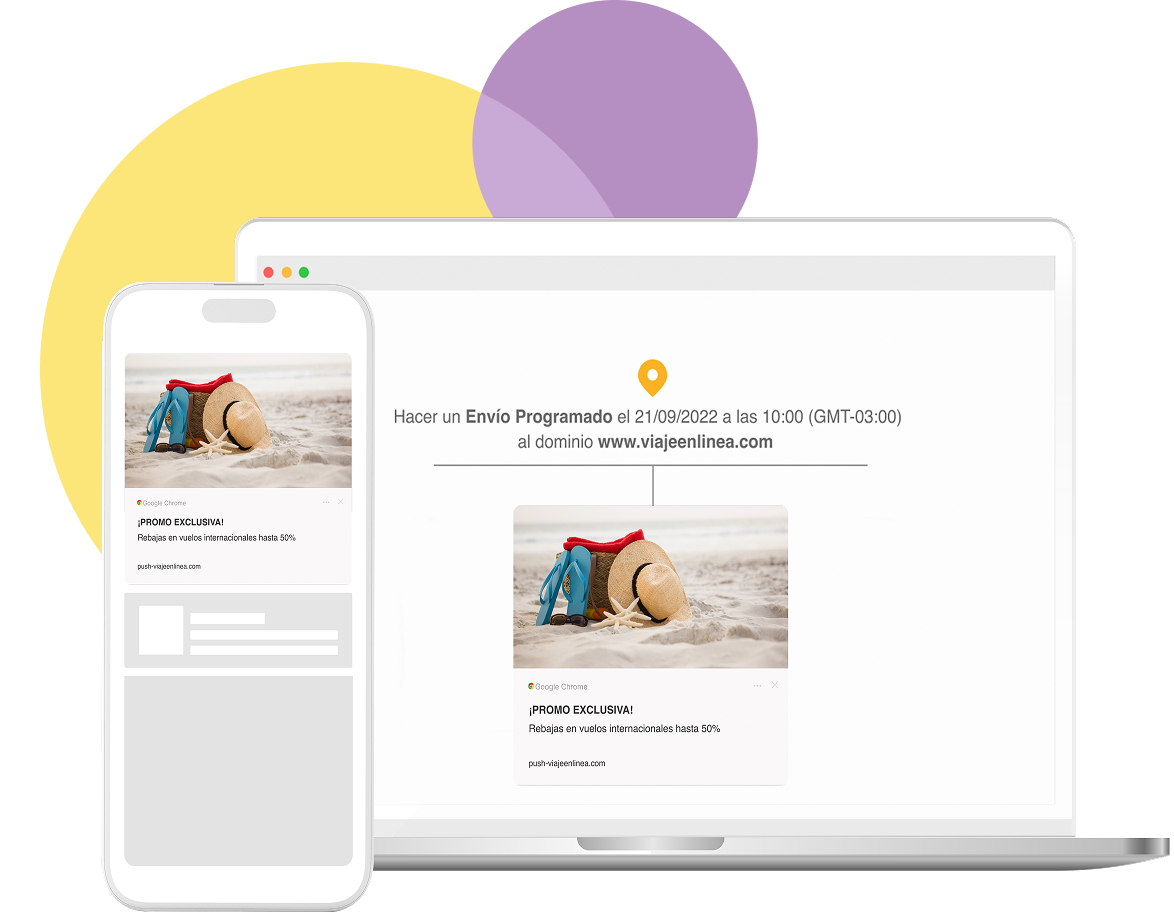 Google Chrome
¡PROMO EXCLUSIVA!
Rebajas en vuelos internacionales hasta 50%
push-viajeenlinea.com
Hacer un Envío Programado el 21/09/2022 a las 10:00 (GMT-03:00)
al dominio www.viajeenlinea.com
Google Chrome
¡PROMO EXCLUSIVA!
Rebajas en vuelos internacionales hasta 50%
push-viajeenlinea.com